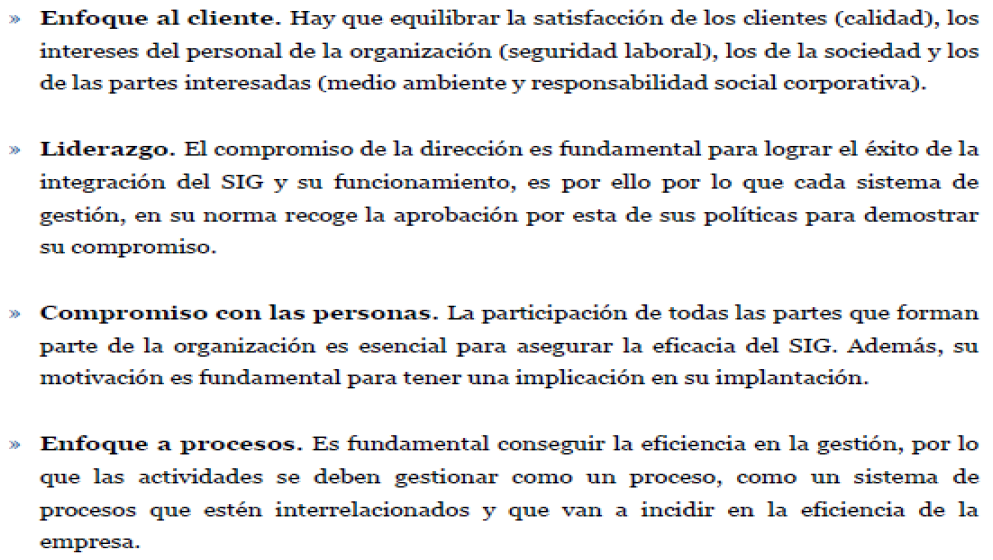 » Enfoque al cliente. Hay que equilibrar la satisfacción de los clientes (calidad), los
intereses del personal de la organización (seguridad laboral), los de la sociedad y los
de las partes interesadas (medio ambiente y responsabilidad social corporativa).
» Liderazgo. El compromiso de la dirección es fundamental para lograr el éxito de la
integración del SIG y su funcionamiento, es por ello por lo que cada sistema de
gestión, en su norma recoge la aprobación por esta de sus políticas para demostrar
su compromiso.
» Compromiso con las personas. La participación de todas las partes que forman
parte de la organización es esencial para asegurar la eficacia del SIG. Además, su
motivación es fundamental para tener una implicación en su implantación.
» Enfoque a procesos. Es fundamental conseguir la eficiencia en la gestión, por lo
que las actividades se deben gestionar como un proceso, como un sistema de
procesos que estén interrelacionados y que van a incidir en la eficiencia de la
empresa.